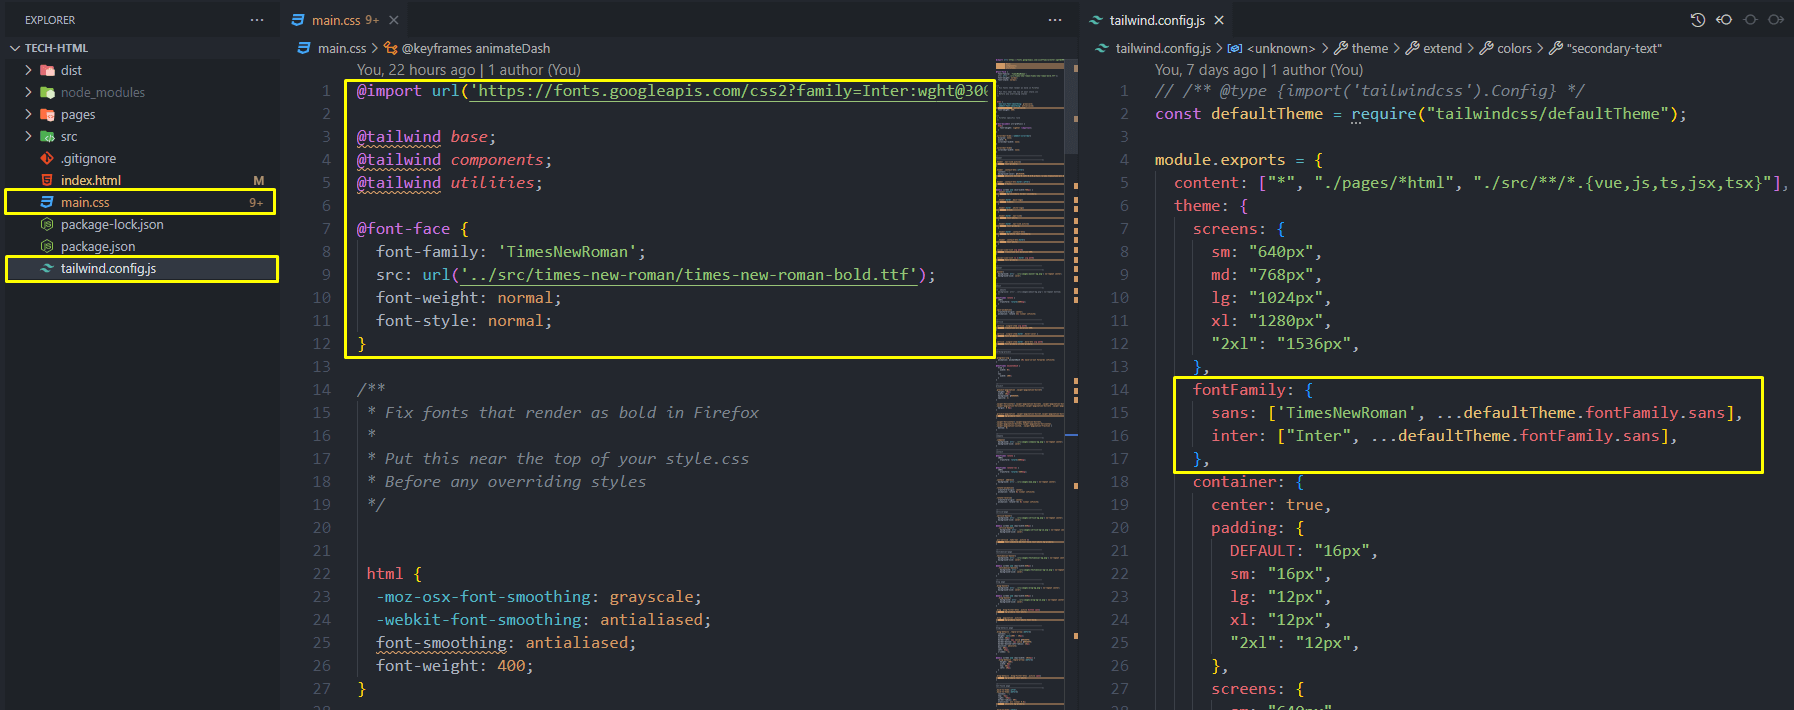 EXPLORER
TECH-HTML
dist
node_modules
pages
src
.gitignore
index.html M
main.css 9+
package-lock.json
package.json
tailwind.config.js
main.css 9+
main.css > @keyframes animateDash
You, 22 hours ago | 1 author (You)
1 @import url('https://fonts.googleapis.com/css2?family=Inter:wght@300
2
3 @tailwind base;
4 @tailwind components;
5 @tailwind utilities;
6
7 @font-face {
8 font-family: 'TimesNewRoman';
9 src: url('../src/times-new-roman/times-new-roman-bold.ttf');
10 font-weight: normal;
11 font-style: normal;
12 }
13
14 /**
15 * Fix fonts that render as bold in Firefox
16 *
17 * Put this near the top of your style.css
18 * Before any overriding styles
19 */
20
21
22 html {
23 -moz-osx-font-smoothing: grayscale;
24 -webkit-font-smoothing: antialiased;
25 font-smoothing: antialiased;
26 font-weight: 400;
27 }
tailwind.config.js
tailwind.config.js > <unknown> > theme > extend > colors > "secondary-text"
You, 7 days ago | 1 author (You)
1 // /** @type {import('tailwindcss').Config} */
2 const defaultTheme = require("tailwindcss/defaultTheme");
3
4 module.exports = {
5 content: ["*", "./pages/*html", "./src/**/*.{vue,js,ts,jsx,tsx}"],
6 theme: {
7 screens: {
8 sm: "640px",
9 md: "768px",
10 lg: "1024px",
11 xl: "1280px",
12 "2xl": "1536px",
13 },
14 fontFamily: {
15 sans: ['TimesNewRoman', ...defaultTheme.fontFamily.sans],
16 inter: ["Inter", ...defaultTheme.fontFamily.sans],
17 },
18 container: {
19 center: true,
20 padding: {
21 DEFAULT: "16px",
22 sm: "16px",
23 lg: "12px",
24 xl: "12px",
25 "2xl": "12px",
26 },
27 screens: {